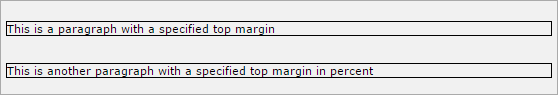 This is a paragraph with a specified top margin
This is another paragraph with a specified top margin in percent